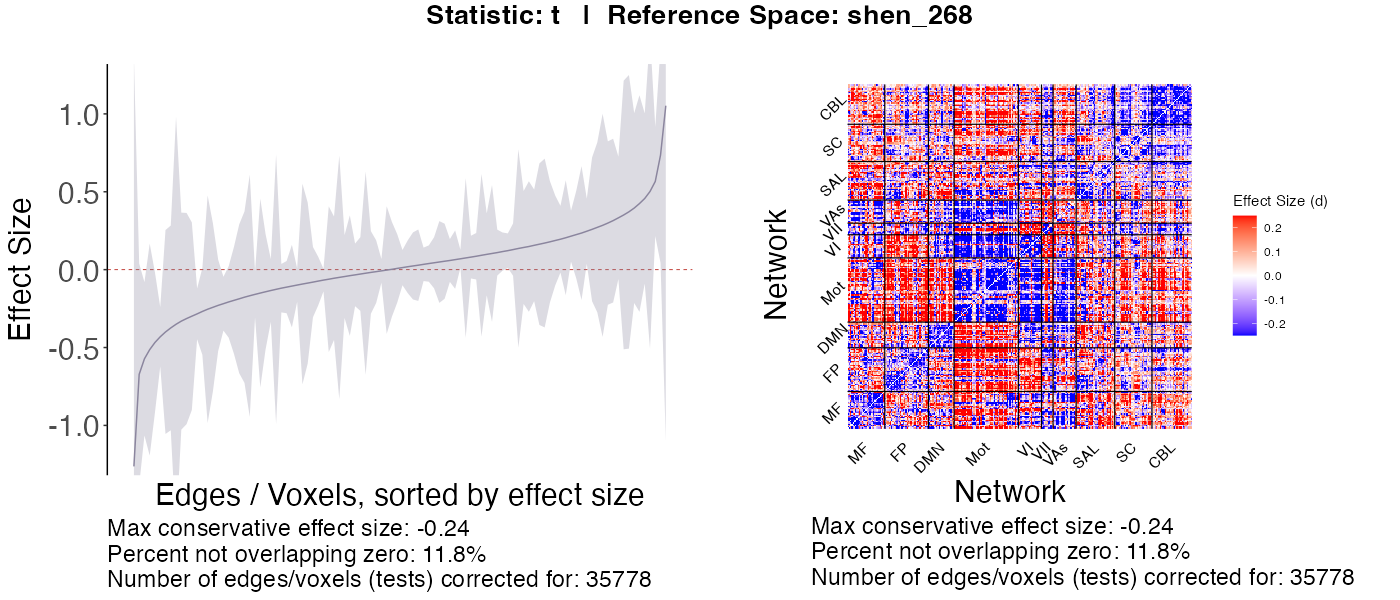 Statistic: t | Reference Space: shen_268
Effect Size
1.0
0.5
0.0
-0.5
-1.0
Edges / Voxels, sorted by effect size
Max conservative effect size: -0.24
Percent not overlapping zero: 11.8%
Number of edges/voxels (tests) corrected for: 35778
Network
CBL
SC
SAL
VAs
VII
VI
Mot
DMN
FP
MF
MF
FP
DMN
Mot
VI
VII
VAs
SAL
SC
CBL
Network
Effect Size (d)
0.2
0.1
0.0
-0.1
-0.2
Max conservative effect size: -0.24
Percent not overlapping zero: 11.8%
Number of edges/voxels (tests) corrected for: 35778